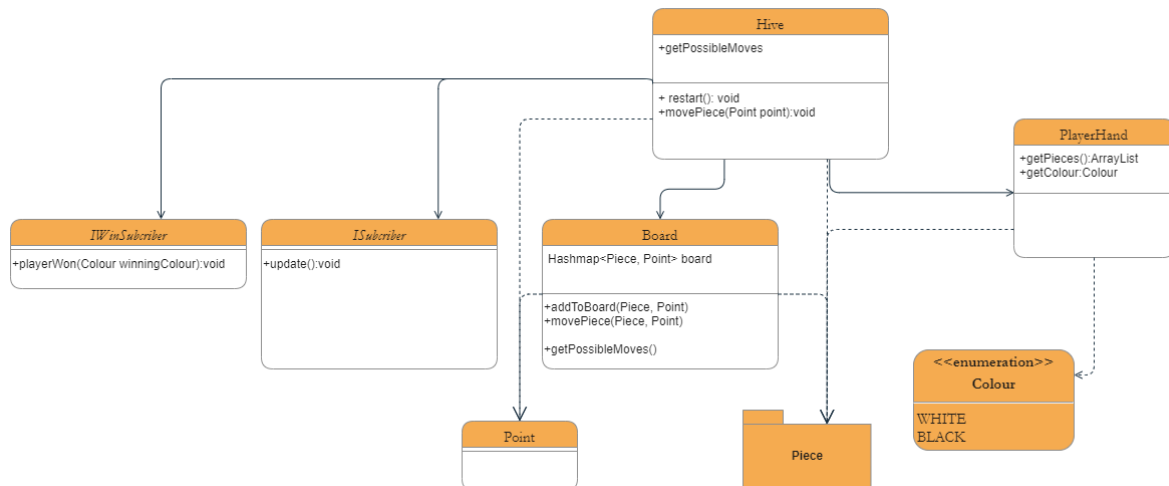 Hive
+getPossibleMoves
+ restart(): void
+movePiece(Point point):void
PlayerHand
+getPieces():ArrayList
+getColour:Colour
IWinSubcriber
+playerWon(Colour winningColour):void
ISubcriber
+update():void
Board
Hashmap<Piece, Point> board
+addToBoard(Piece, Point)
+movePiece(Piece, Point)
+getPossibleMoves()
<<enumeration>>
Colour
WHITE
BLACK
Point
Piece